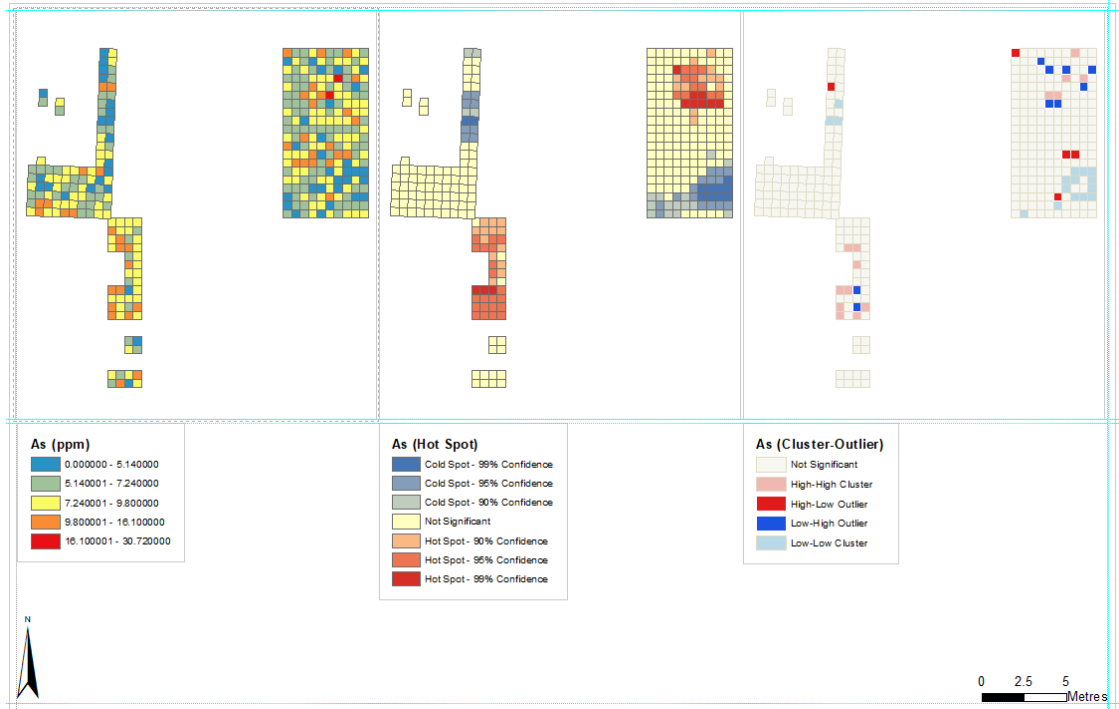 As (ppm)
0.000000 - 5.140000
5.140001 - 7.240000
7.240001 - 9.800000
9.800001 - 16.100000
16.100001 - 30.720000
As (Hot Spot)
Cold Spot - 99% Confidence
Cold Spot - 95% Confidence
Cold Spot - 90% Confidence
Not Significant
Hot Spot - 90% Confidence
Hot Spot - 95% Confidence
Hot Spot - 99% Confidence
As (Cluster-Outlier)
Not Significant
High-High Cluster
High-Low Outlier
Low-High Outlier
Low-Low Cluster
N
0 2.5 5
Metres